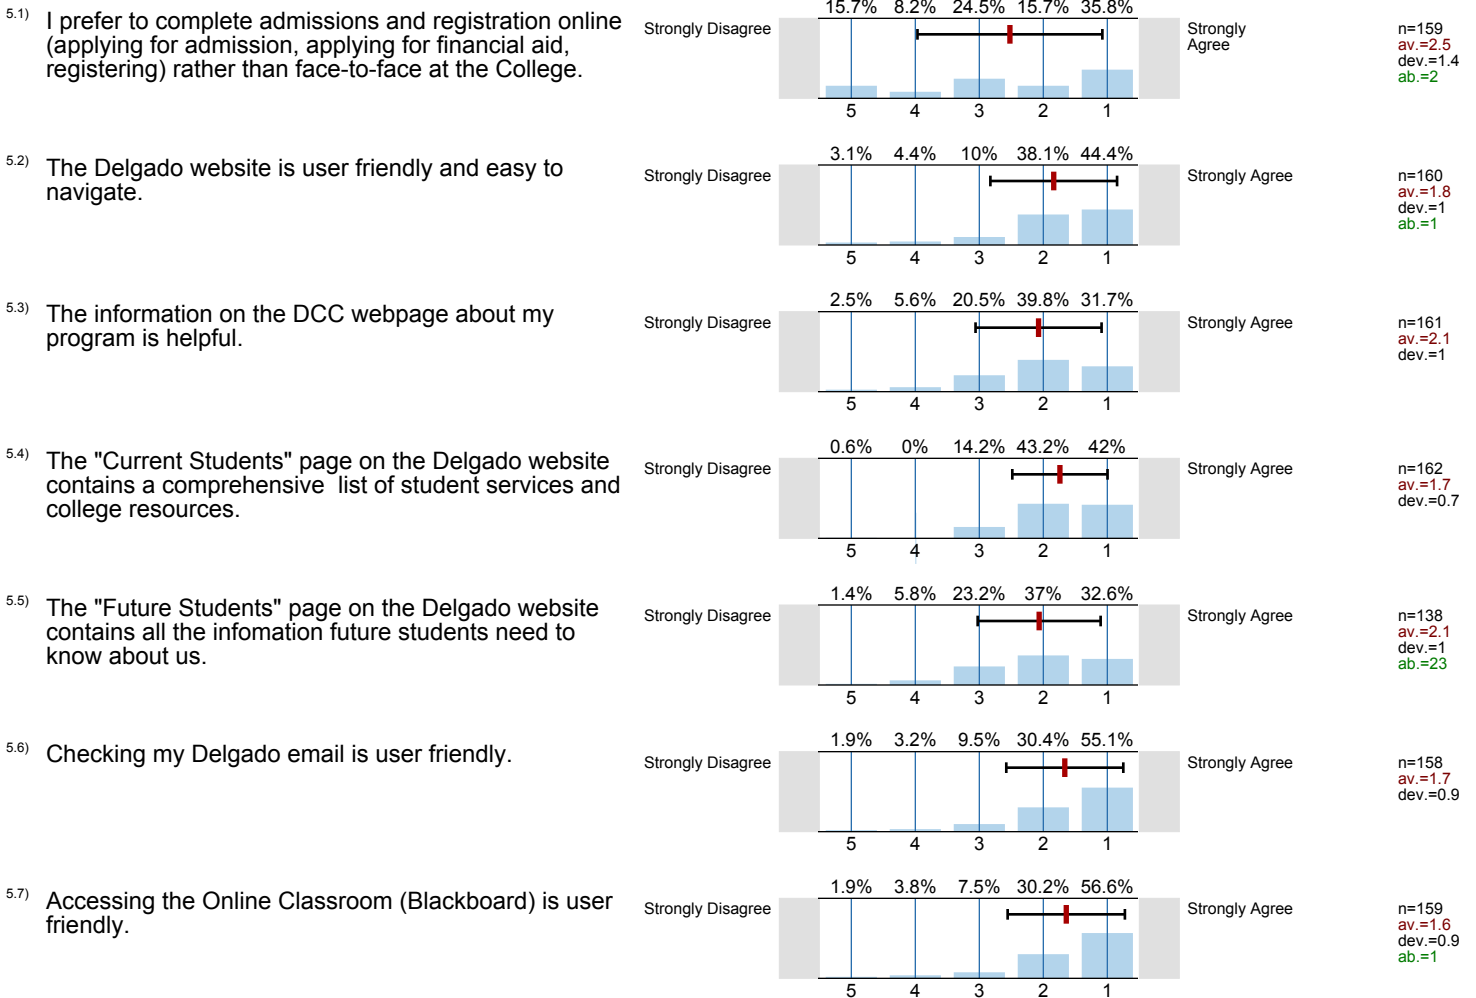 5.1) I prefer to complete admissions and registration online
(applying for admission, applying for financial aid,
registering) rather than face-to-face at the College.
15.7% 8.2% 24.5% 15.7% 35.8%
Strongly Disagree
Strongly
Agree
n=159
av.=2.5
dev.=1.4
ab.=2
5 4 3 2 1
5.2) The Delgado website is user friendly and easy to
navigate.
3.1% 4.4% 10% 38.1% 44.4%
Strongly Disagree
Strongly Agree
n=160
av.=1.8
dev.=1
ab.=1
5 4 3 2 1
5.3) The information on the DCC webpage about my
program is helpful.
2.5% 5.6% 20.5% 39.8% 31.7%
Strongly Disagree
Strongly Agree
n=161
av.=2.1
dev.=1
5 4 3 2 1
5.4) The "Current Students" page on the Delgado website
contains a comprehensive list of student services and
college resources.
0.6% 0% 14.2% 43.2% 42%
Strongly Disagree
Strongly Agree
n=162
av.=1.7
dev.=0.7
5 4 3 2 1
5.5) The "Future Students" page on the Delgado website
contains all the infomation future students need to
know about us.
1.4% 5.8% 23.2% 37% 32.6%
Strongly Disagree
Strongly Agree
n=138
av.=2.1
dev.=1
ab.=23
5 4 3 2 1
5.6) Checking my Delgado email is user friendly.
1.9% 3.2% 9.5% 30.4% 55.1%
Strongly Disagree
Strongly Agree
n=158
av.=1.7
dev.=0.9
5 4 3 2 1
5.7) Accessing the Online Classroom (Blackboard) is user
friendly.
1.9% 3.8% 7.5% 30.2% 56.6%
Strongly Disagree
Strongly Agree
n=159
av.=1.6
dev.=0.9
ab.=1
5 4 3 2 1